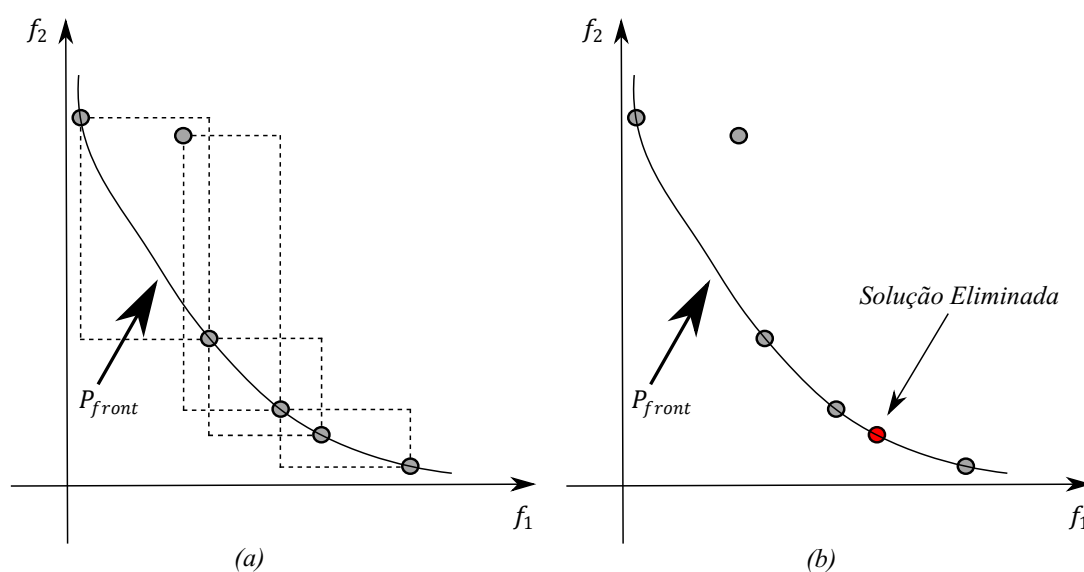 f₂
P_front
f₁
(a)
f₂
Solução Eliminada
P_front
f₁
(b)